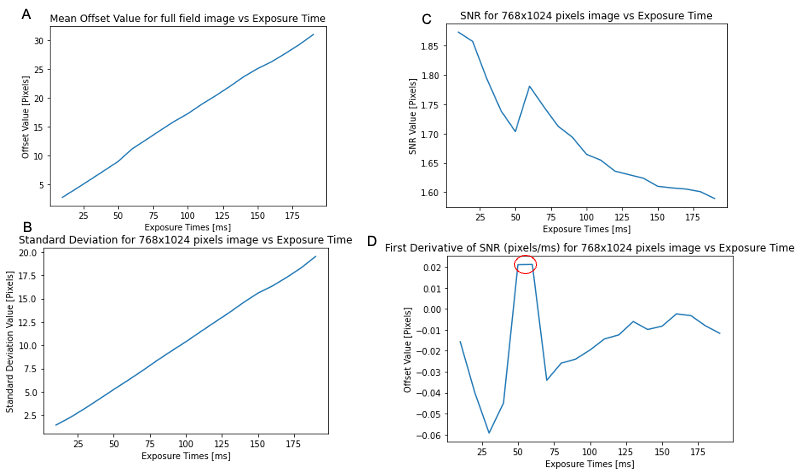 A
Mean Offset Value for full field image vs Exposure Time
30
25
20
15
10
5
Offset Value [Pixels]
25 50 75 100 125 150 175
Exposure Times [ms]
B
Standard Deviation for 768x1024 pixels image vs Exposure Time
20.0
17.5
15.0
12.5
10.0
7.5
5.0
2.5
Standard Deviation Value [Pixels]
25 50 75 100 125 150 175
Exposure Times [ms]
C
SNR for 768x1024 pixels image vs Exposure Time
1.85
1.80
1.75
1.70
1.65
1.60
SNR Value [Pixels]
25 50 75 100 125 150 175
Exposure Times [ms]
D
First Derivative of SNR (pixels/ms) for 768x1024 pixels image vs Exposure Time
0.02
0.01
0.00
−0.01
−0.02
−0.03
−0.04
−0.05
−0.06
Offset Value [Pixels]
25 50 75 100 125 150 175
Exposure Times [ms]